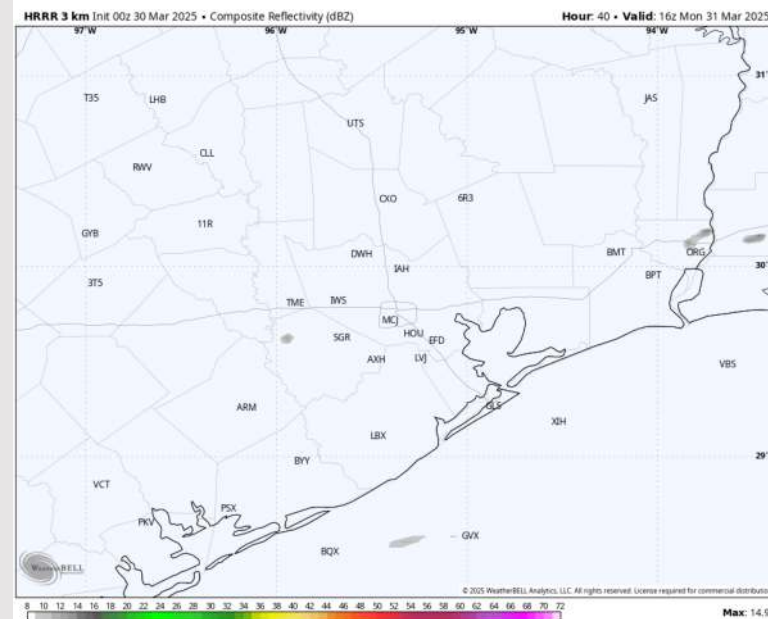 HRRR 3 km Init 00z 30 Mar 2025 • Composite Reflectivity (dBZ)
Hour: 40 • Valid: 16z Mon 31 Mar 2025
97°W 96°W 95°W 94°W
31°
T35 LHB JAS
UTS
CLL
RWV
CXO 6R3
11R
GYB
DWH BMT ORG
IAH 30°
BPT
3T5
TME IWS
MCJ
SGR HOU EFD
AXH LVJ VBS
ARM GLS
XIH
LBX
BYY 29°
VCT
PSX
PKV
GVX
BQX
WeatherBELL
© 2025 WeatherBELL Analytics, LLC. All rights reserved. License required for commercial
8 10 12 14 16 18 20 22 24 26 28 30 32 34 36 38 40 42 44 46 48 50 52 54 56 58 60 62 64 66 68 70 72
Max: 14.9